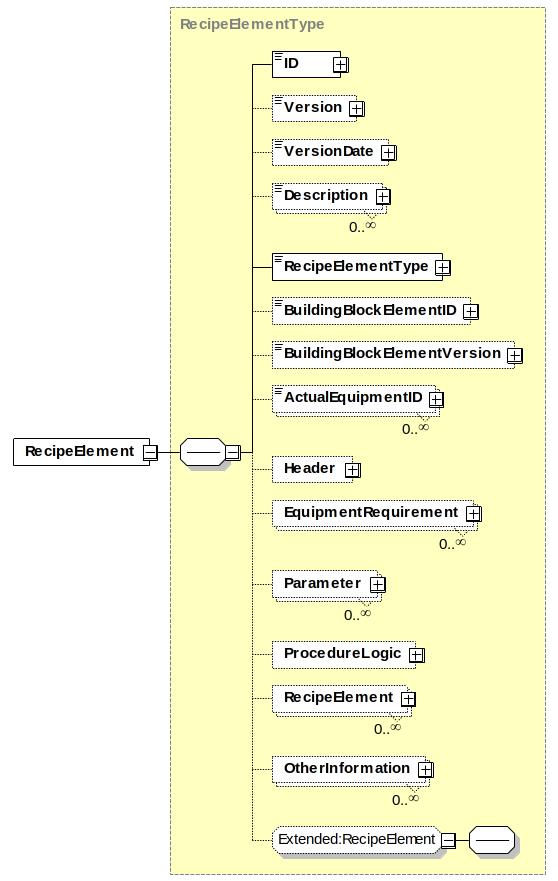 RecipeElementType
ID
Version
VersionDate
Description
0..∞
RecipeElementType
BuildingBlockElementID
BuildingBlockElementVersion
ActualEquipmentID
0..∞
RecipeElement
Header
EquipmentRequirement
0..∞
Parameter
0..∞
ProcedureLogic
RecipeElement
0..∞
OtherInformation
0..∞
Extended:RecipeElement